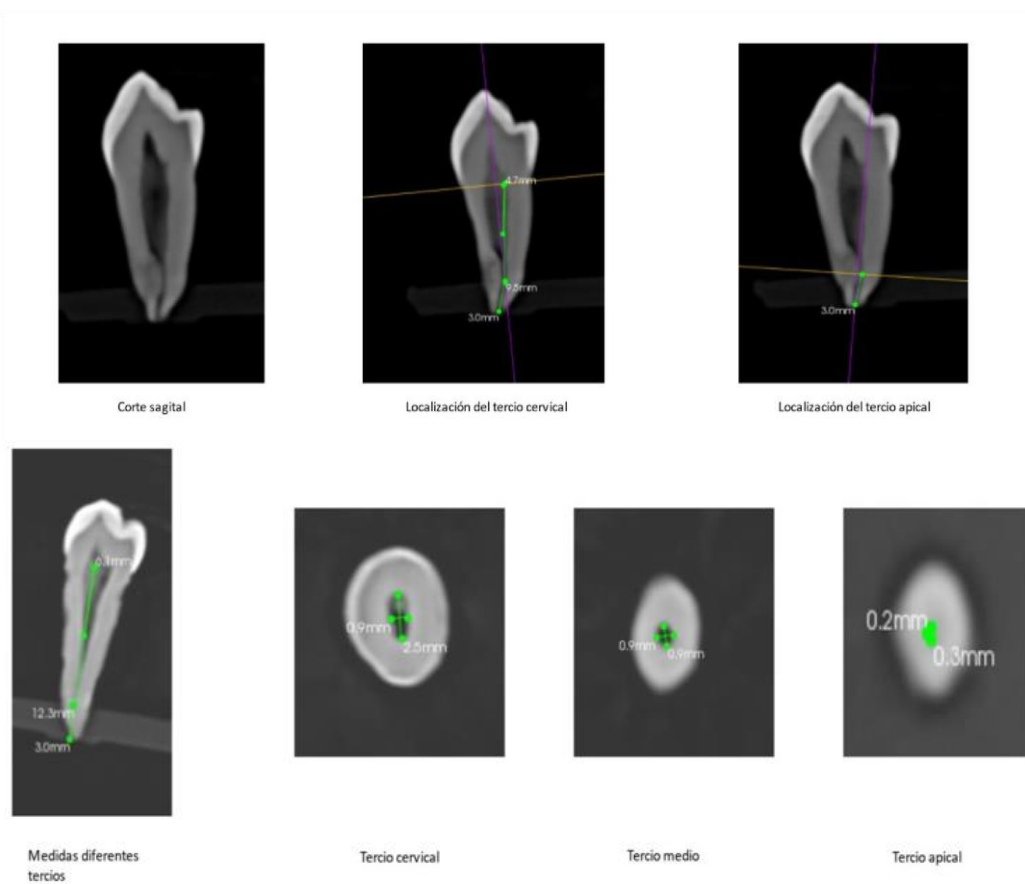 4.7mm
9.5mm
3.0mm
3.0mm
Corte sagital
Localización del tercio cervical
Localización del tercio apical
6.1mm
12.3mm
3.0mm
0.9mm
2.5mm
0.9mm
0.9mm
0.2mm
0.3mm
Medidas diferentes
tercios
Tercio cervical
Tercio medio
Tercio apical